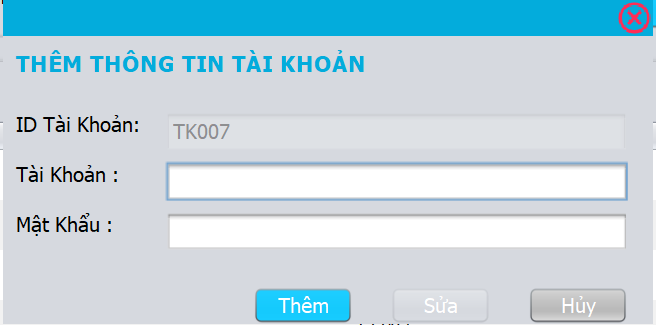 THÊM THÔNG TIN TÀI KHOẢN
ID Tài Khoản: TK007
Tài Khoản :
Mật Khẩu :
Thêm Sửa Hủy